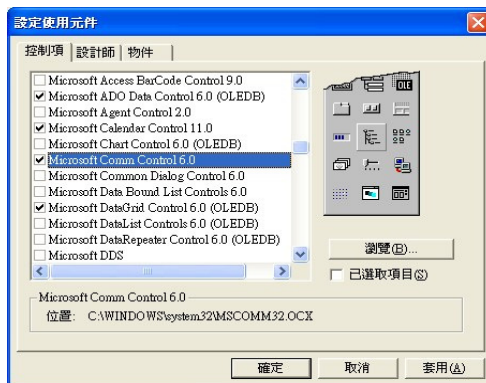 設定使用元件
控制項 設計師 物件
Microsoft Access BarCode Control 9.0
Microsoft ADO Data Control 6.0 (OLEDB)
Microsoft Agent Control 2.0
Microsoft Calendar Control 11.0
Microsoft Chart Control 6.0 (OLEDB)
Microsoft Comm Control 6.0
Microsoft Common Dialog Control 6.0
Microsoft Data Bound List Controls 6.0
Microsoft DataGrid Control 6.0 (OLEDB)
Microsoft DataList Controls 6.0 (OLEDB)
Microsoft DataRepeater Control 6.0 (OLEDB)
Microsoft DDS
OLE
瀏覽(B)...
已選取項目(S)
Microsoft Comm Control 6.0
位置: C:\WINDOWS\system32\MSCOMM32.OCX
確定 取消 套用(A)